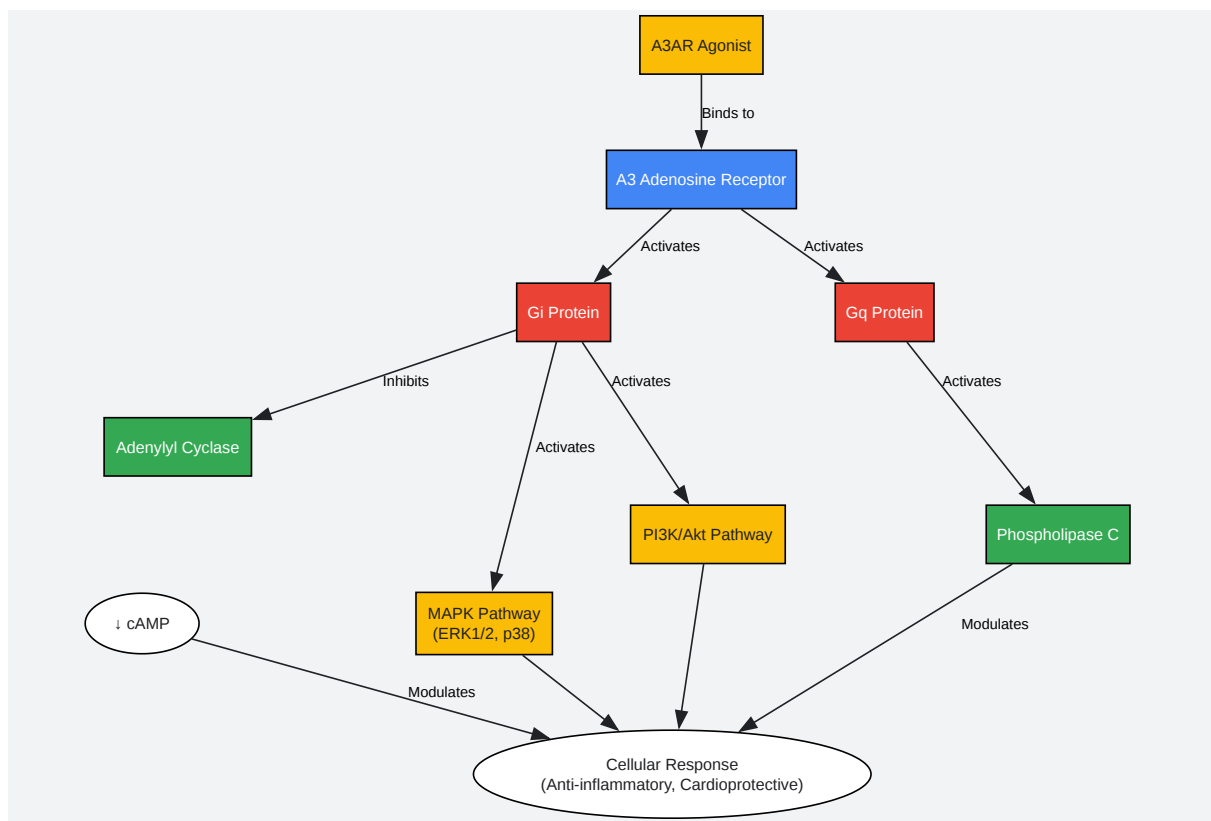 A3AR Agonist
Binds to
A3 Adenosine Receptor
Activates
Activates
Gi Protein
Gq Protein
Inhibits
Activates
Activates
Adenylyl Cyclase
Activates
PI3K/Akt Pathway
Phospholipase C
↓ cAMP
MAPK Pathway
(ERK1/2, p38)
Modulates
Modulates
Cellular Response
(Anti-inflammatory, Cardioprotective)